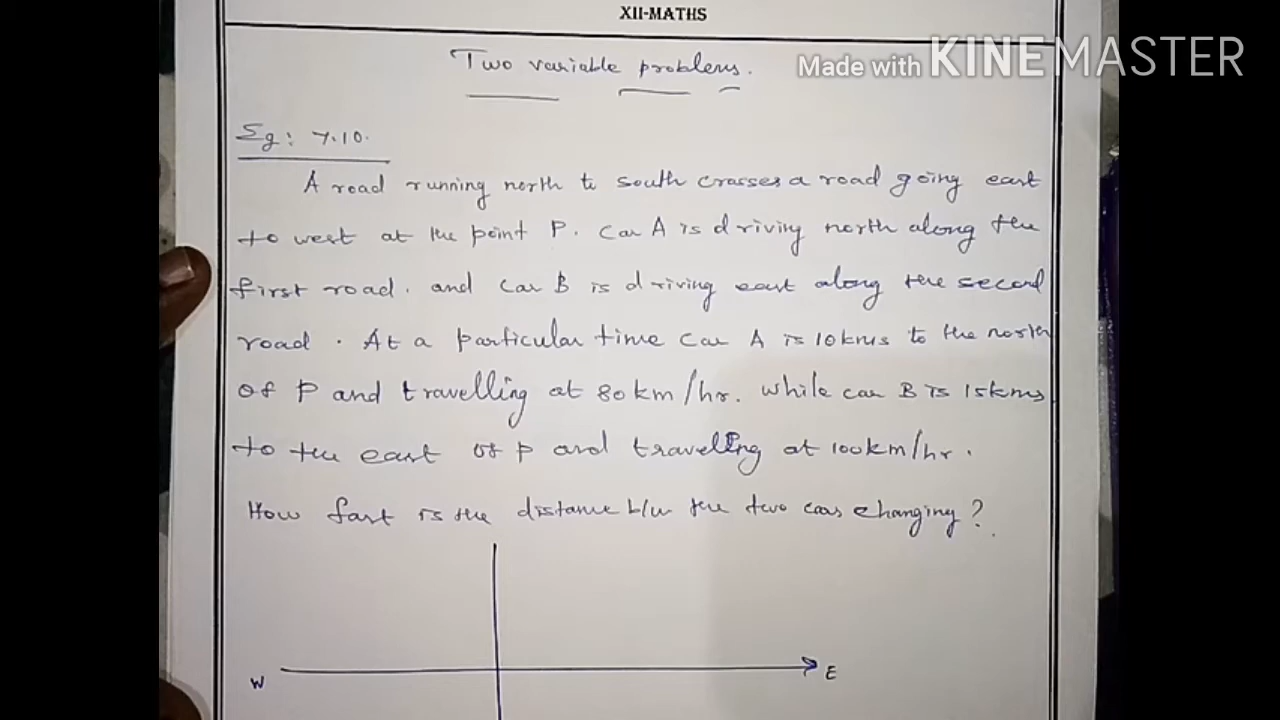 XII-MATHS
Made with KINEMASTER
Two variable problems.
Eg: 7.10.
A road running north to south crosses a road going east
to west at the point P. Car A is driving north along the
first road. and car B is driving east along the second
road. At a particular time car A is 10kms to the north
of P and travelling at 80km/hr. while car B is 15kms
to the east of P and travelling at 100km/hr.
How fast is the distance b/w the two cars changing?
W E